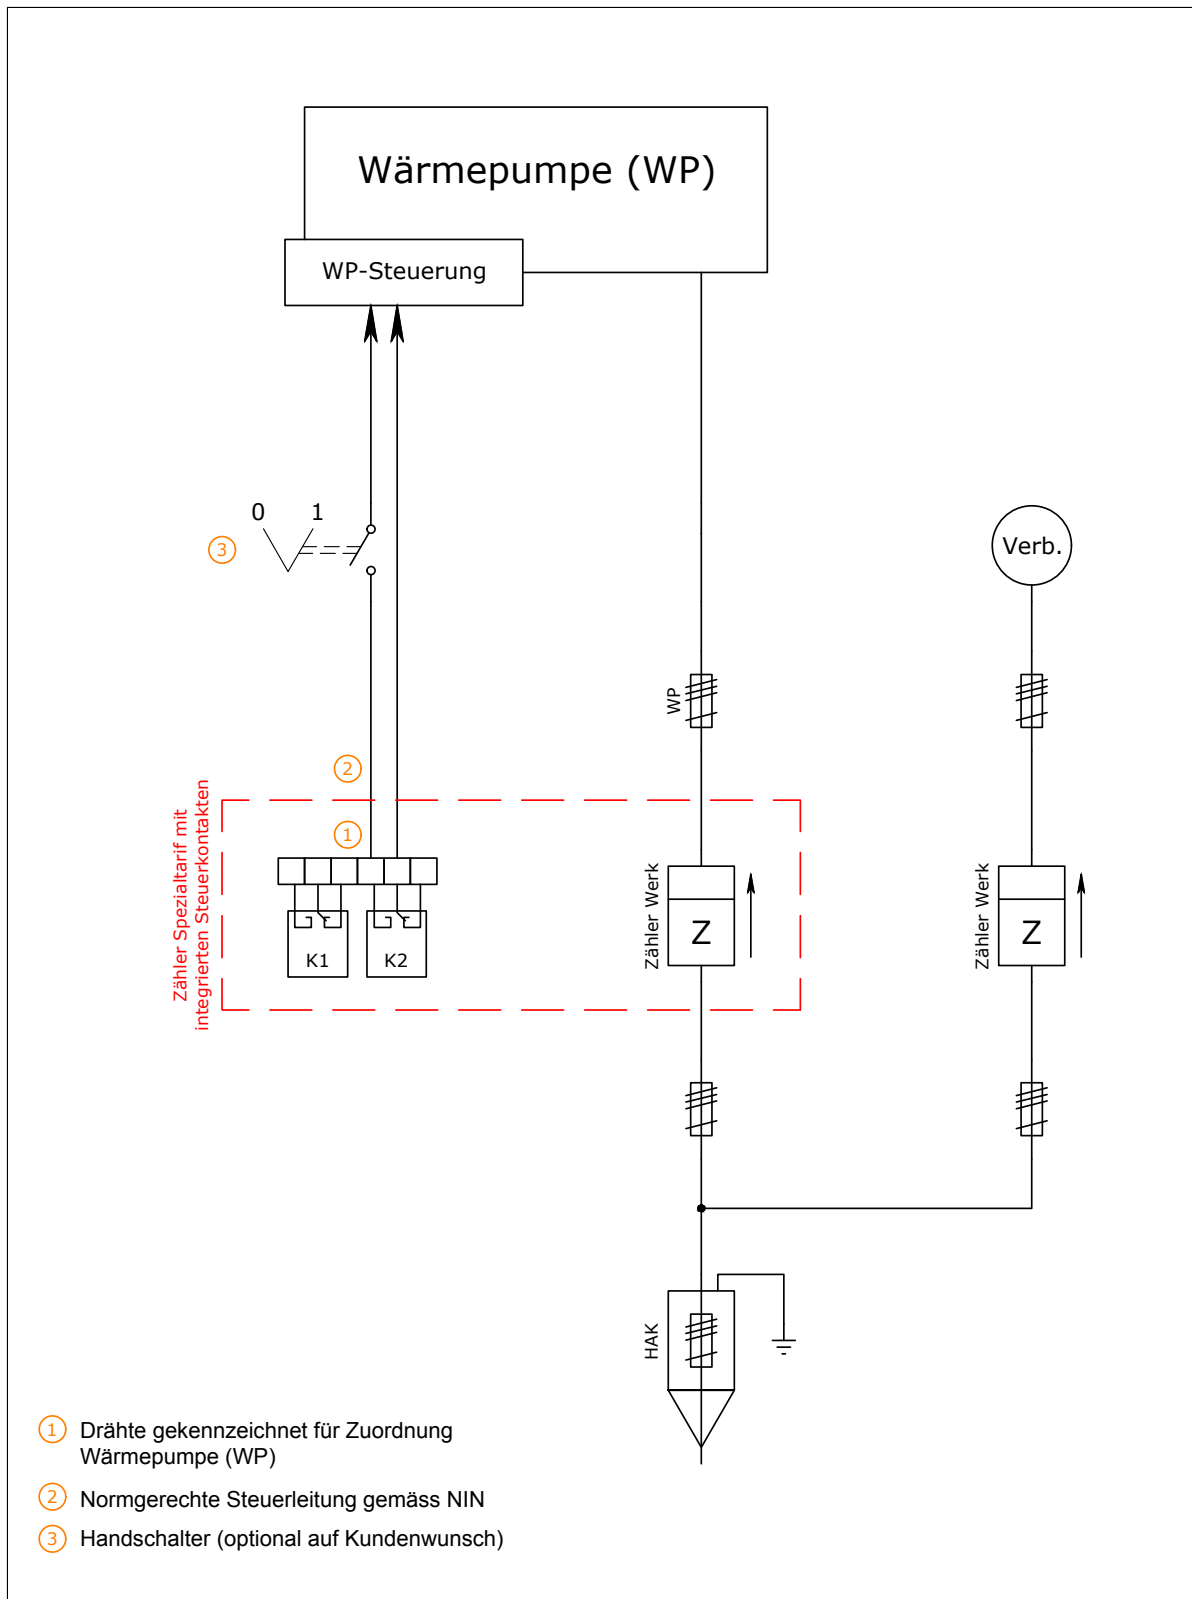 Wärmepumpe (WP)
WP-Steuerung
0 1
3
Verb.
WP
2
1
Zähler Spezialtarif mit
integrierten Steuerkontakten
K1
K2
Zähler Werk
Z
Zähler Werk
Z
HAK
1 Drähte gekennzeichnet für Zuordnung
Wärmepumpe (WP)
2 Normgerechte Steuerleitung gemäss NIN
3 Handschalter (optional auf Kundenwunsch)